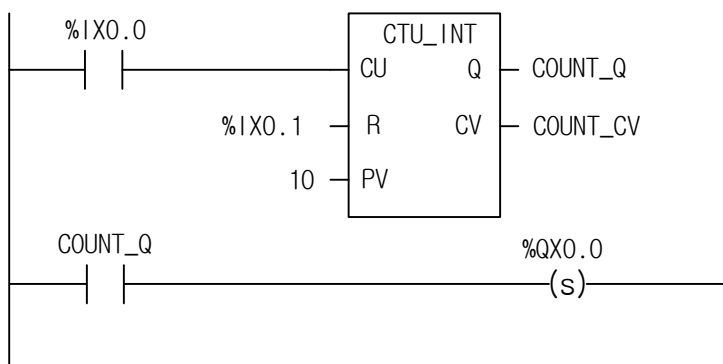 %IX0.0
CTU_INT
CU Q COUNT_Q
%IX0.1 R CV COUNT_CV
10 PV
COUNT_Q %QX0.0
(S)